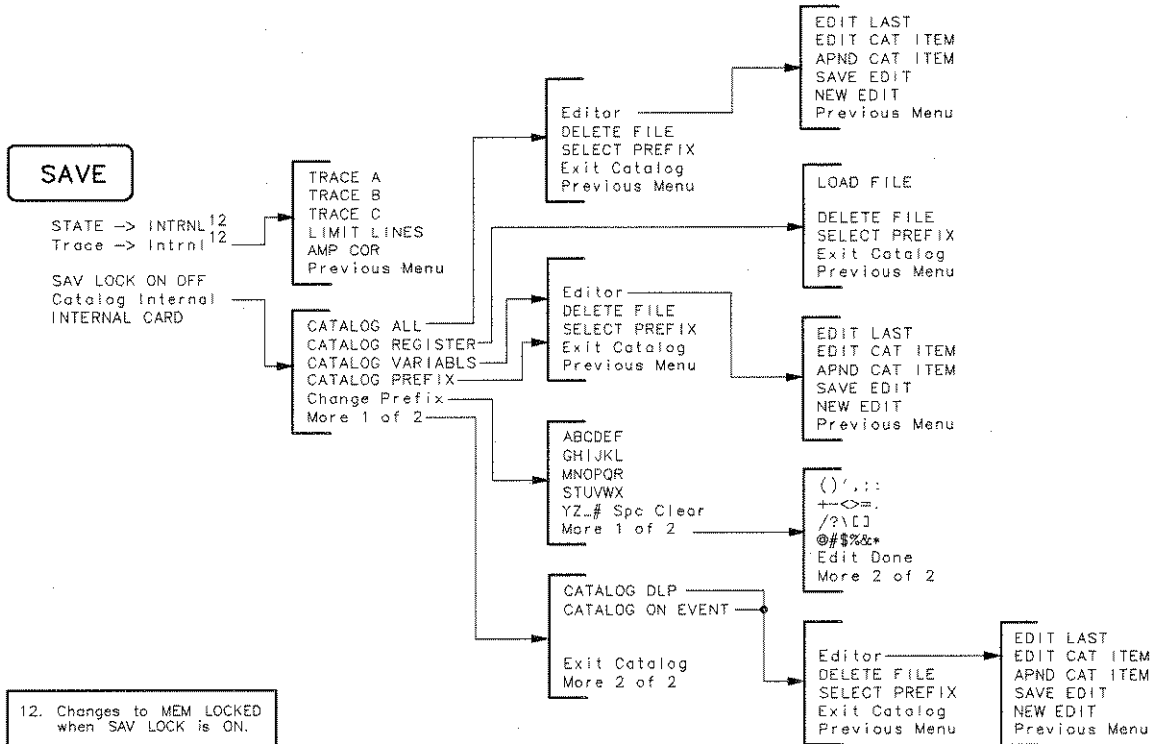 SAVE
STATE -> INTRNL12
Trace -> Intrnl12
SAV LOCK ON OFF
Catalog Internal
INTERNAL CARD
TRACE A
TRACE B
TRACE C
LIMIT LINES
AMP COR
Previous Menu
CATALOG ALL
CATALOG REGISTER
CATALOG VARIABLS
CATALOG PREFIX
Change Prefix
More 1 of 2
Editor
DELETE FILE
SELECT PREFIX
Exit Catalog
Previous Menu
EDIT LAST
EDIT CAT ITEM
APND CAT ITEM
SAVE EDIT
NEW EDIT
Previous Menu
LOAD FILE
DELETE FILE
SELECT PREFIX
Exit Catalog
Previous Menu
Editor
DELETE FILE
SELECT PREFIX
Exit Catalog
Previous Menu
EDIT LAST
EDIT CAT ITEM
APND CAT ITEM
SAVE EDIT
NEW EDIT
Previous Menu
ABCDEF
GHIJKL
MNOPQR
STUVWX
YZ_# Spc Clear
More 1 of 2
()',:;
+-<>=.
/?\[]
@#$%&*
Edit Done
More 2 of 2
CATALOG DLP
CATALOG ON EVENT
Exit Catalog
More 2 of 2
Editor
DELETE FILE
SELECT PREFIX
Exit Catalog
Previous Menu
EDIT LAST
EDIT CAT ITEM
APND CAT ITEM
SAVE EDIT
NEW EDIT
Previous Menu
12. Changes to MEM LOCKED
when SAV LOCK is ON.